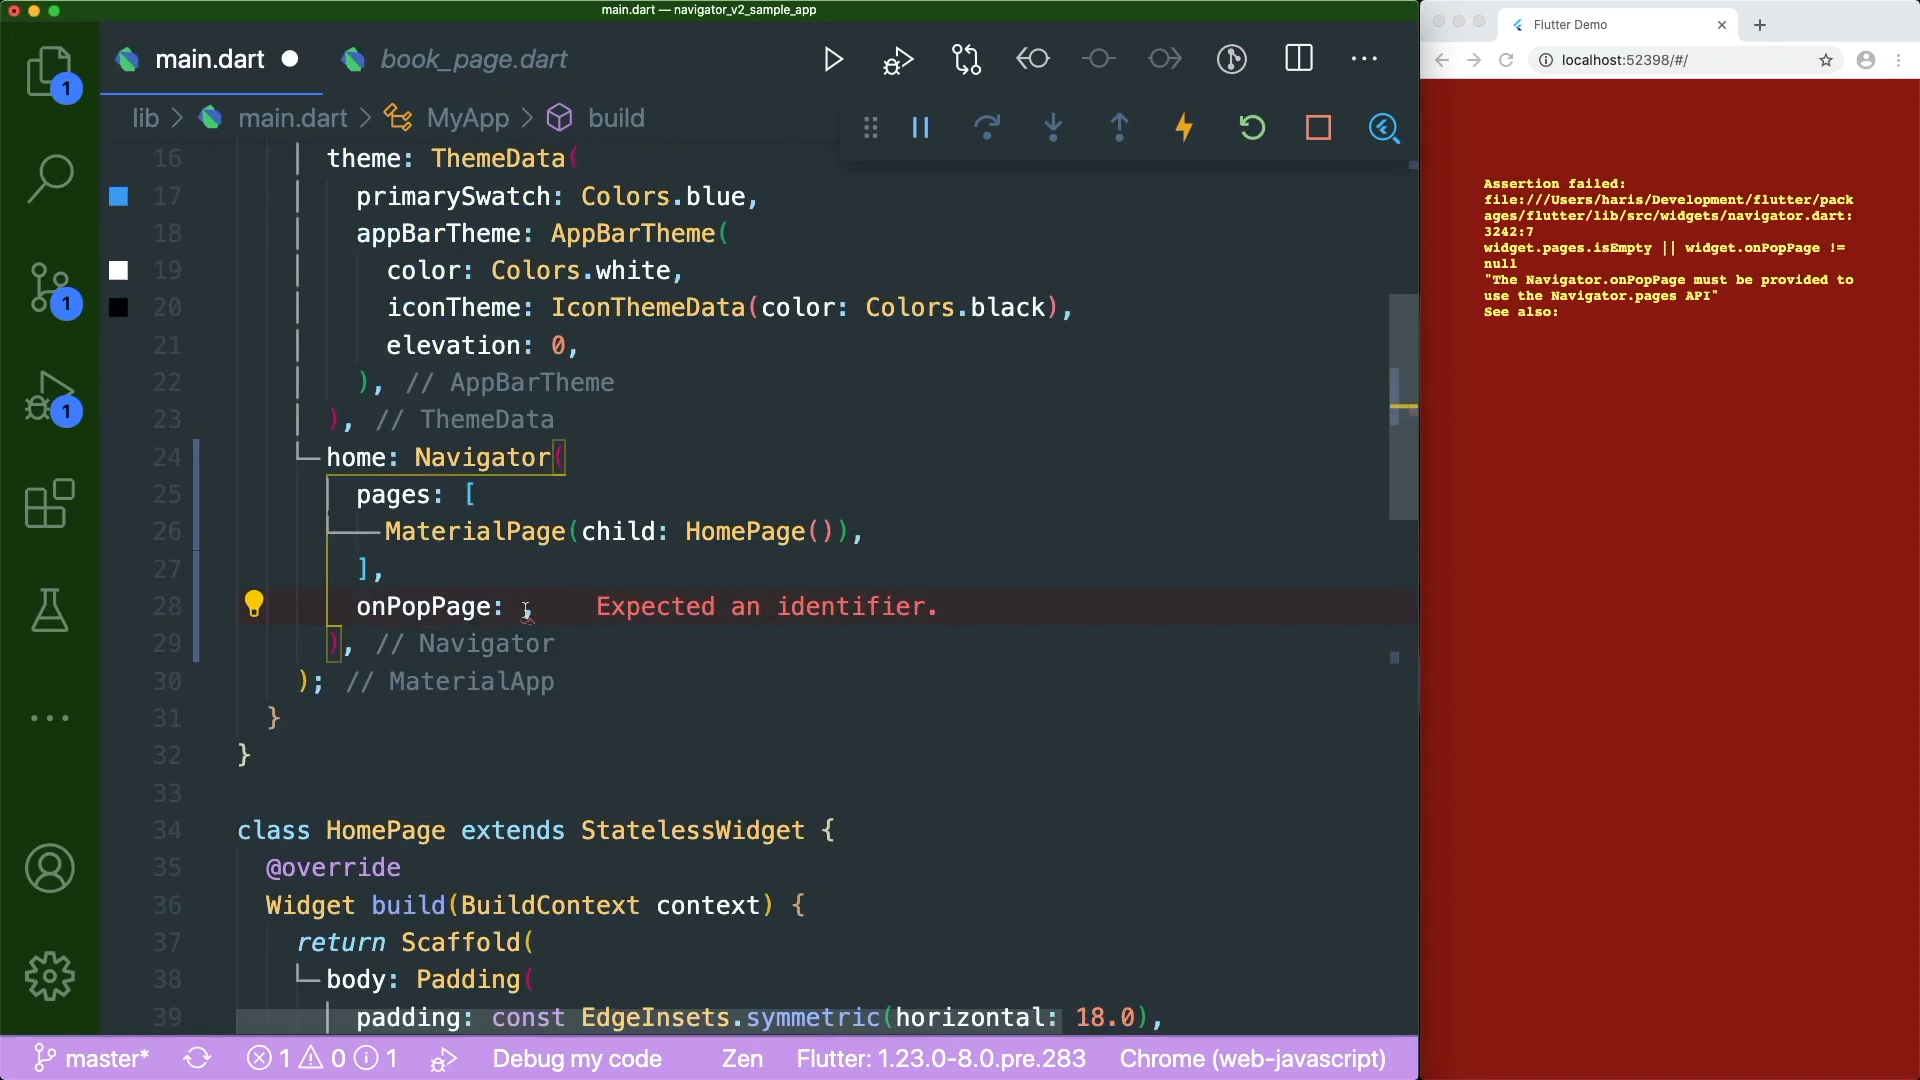 main.dart — navigator_v2_sample_app
main.dart
book_page.dart
lib > main.dart > MyApp > build
16 theme: ThemeData(
17 primarySwatch: Colors.blue,
18 appBarTheme: AppBarTheme(
19 color: Colors.white,
20 iconTheme: IconThemeData(color: Colors.black),
21 elevation: 0,
22 ), // AppBarTheme
23 ), // ThemeData
24 home: Navigator(
25 pages: [
26 MaterialPage(child: HomePage()),
27 ],
28 onPopPage: , Expected an identifier.
29 ), // Navigator
30 ); // MaterialApp
31 }
32 }
33
34 class HomePage extends StatelessWidget {
35 @override
36 Widget build(BuildContext context) {
37 return Scaffold(
38 body: Padding(
39 padding: const EdgeInsets.symmetric(horizontal: 18.0),
1
1
1
master* 1 0 1 Debug my code Zen Flutter: 1.23.0-8.0.pre.283 Chrome (web-javascript)
Flutter Demo
localhost:52398/#/
Assertion failed:
file:///Users/haris/Development/flutter/pack
ages/flutter/lib/src/widgets/navigator.dart:
3242:7
widget.pages.isEmpty || widget.onPopPage !=
null
"The Navigator.onPopPage must be provided to
use the Navigator.pages API"
See also: